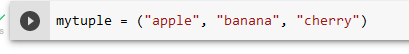 mytuple = ("apple", "banana", "cherry")